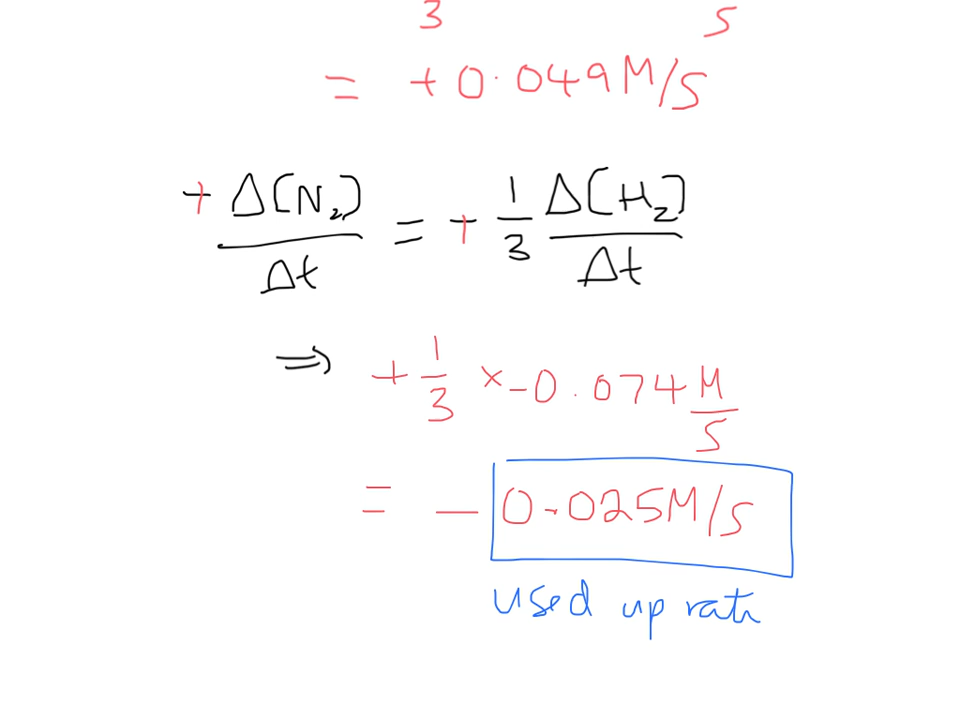 3 s
= +0.049M/s
+ Δ[N₂]/Δt = + 1/3 Δ[H₂]/Δt
⇒ + 1/3 × -0.074 M/s
= - 0.025M/s
used up rate